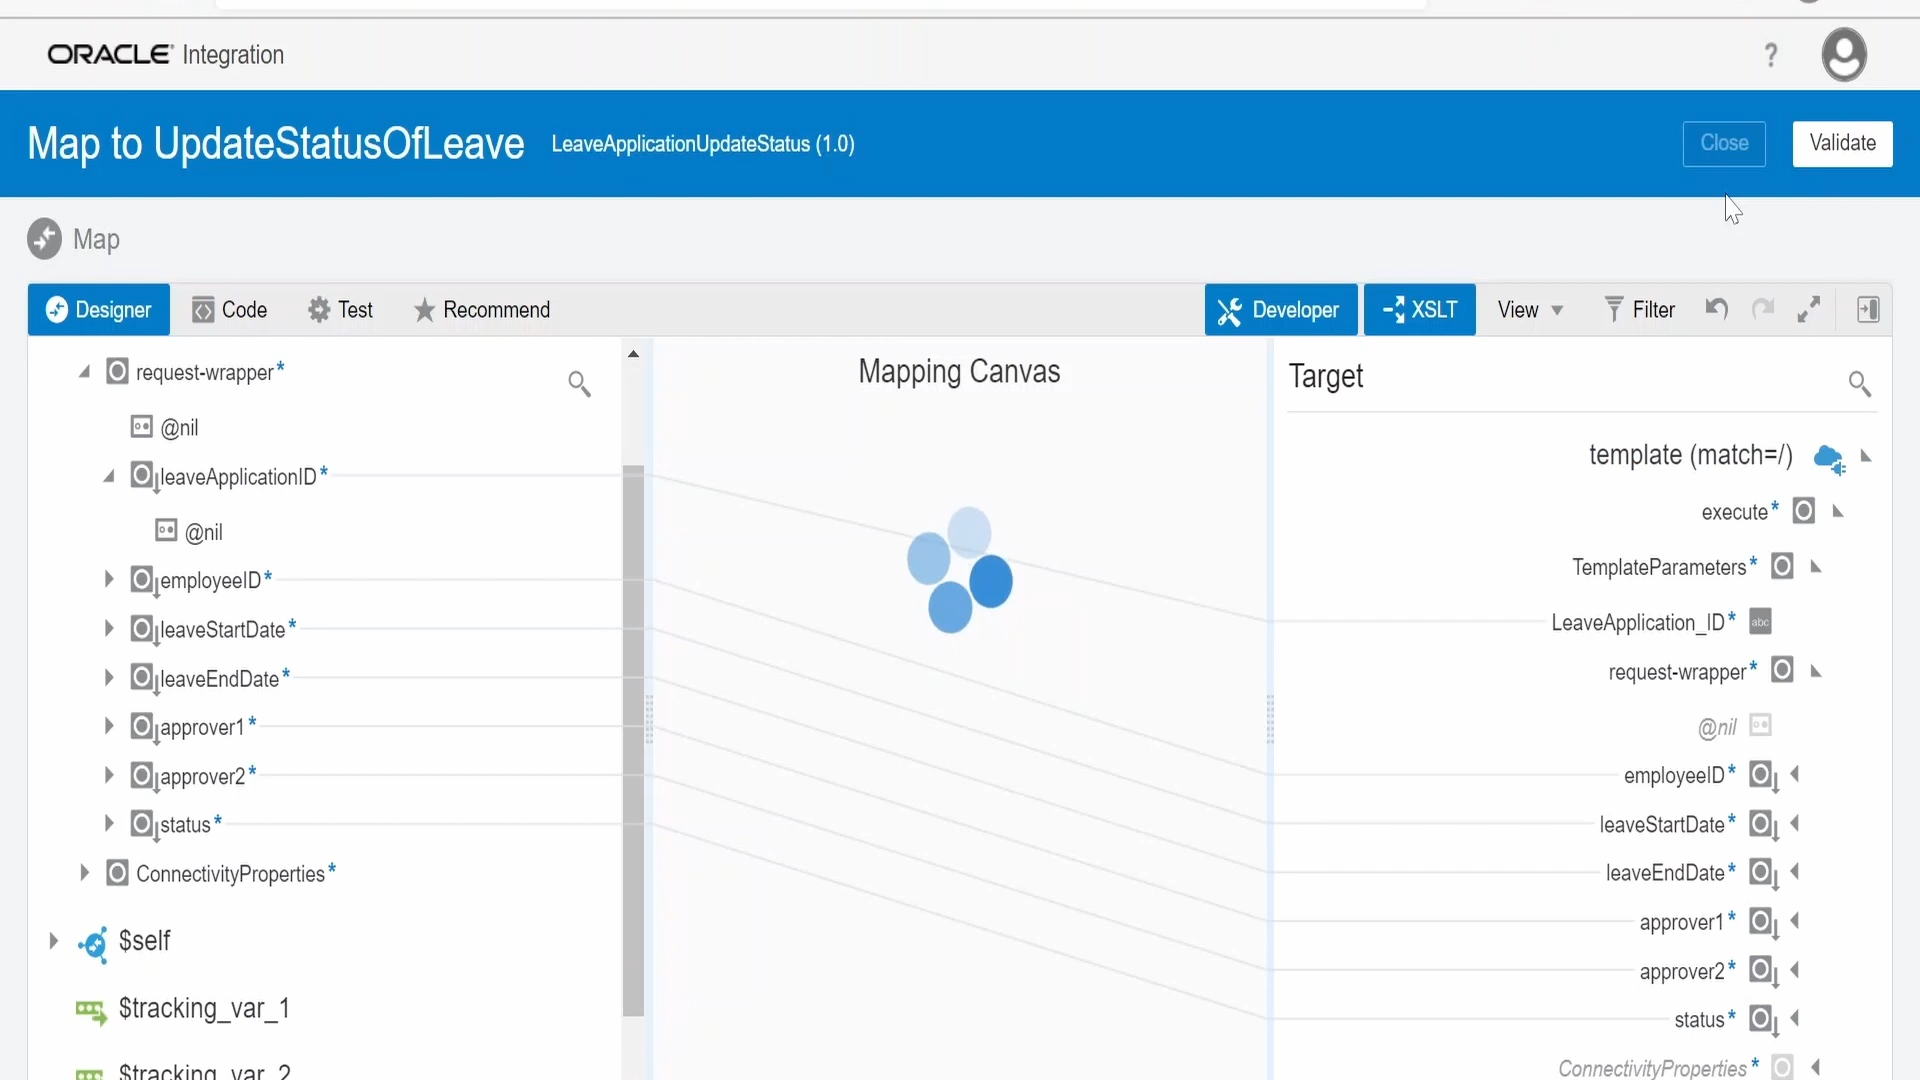 ORACLE Integration
?
Map to UpdateStatusOfLeave LeaveApplicationUpdateStatus (1.0)
Close
Validate
Map
Designer
Code
Test
Recommend
Developer
XSLT
View
Filter
request-wrapper*
@nil
leaveApplicationID*
@nil
employeeID*
leaveStartDate*
leaveEndDate*
approver1*
approver2*
status*
ConnectivityProperties*
$self
$tracking_var_1
$tracking_var_2
Mapping Canvas
Target
template (match=/)
execute*
TemplateParameters*
LeaveApplication_ID* abc
request-wrapper*
@nil
employeeID*
leaveStartDate*
leaveEndDate*
approver1*
approver2*
status*
ConnectivityProperties*